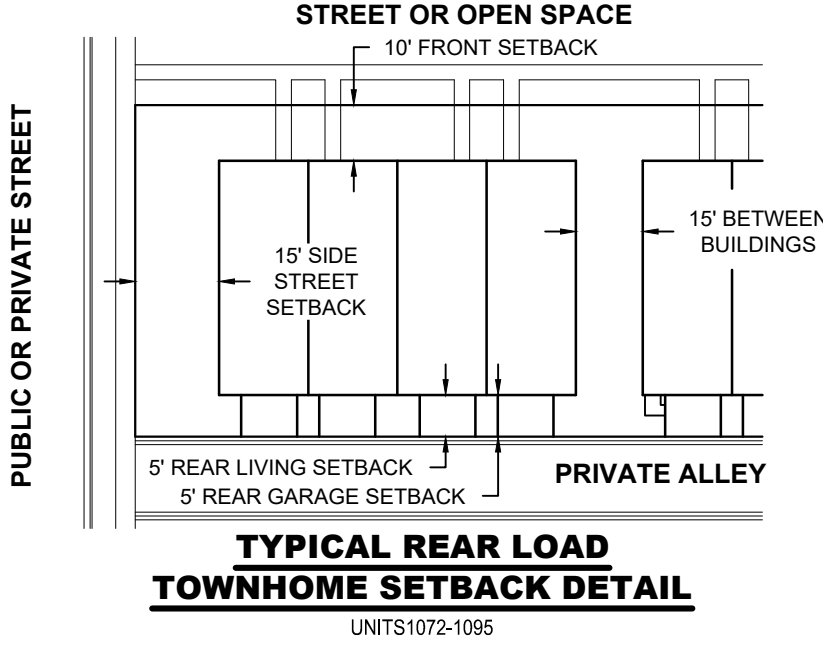 STREET OR OPEN SPACE
10' FRONT SETBACK
PUBLIC OR PRIVATE STREET
15' SIDE
STREET
SETBACK
15' BETWEEN
BUILDINGS
5' REAR LIVING SETBACK
5' REAR GARAGE SETBACK
PRIVATE ALLEY
TYPICAL REAR LOAD
TOWNHOME SETBACK DETAIL
UNITS1072-1095